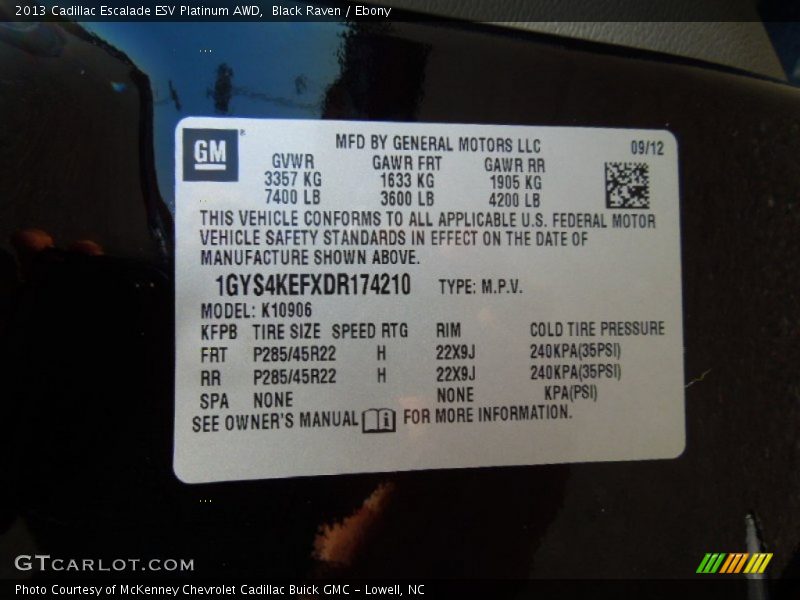 2013 Cadillac Escalade ESV Platinum AWD,  Black Raven / Ebony
GM
MFD BY GENERAL MOTORS LLC 09/12
GVWR GAWR FRT GAWR RR
3357 KG 1633 KG 1905 KG
7400 LB 3600 LB 4200 LB
THIS VEHICLE CONFORMS TO ALL APPLICABLE U.S. FEDERAL MOTOR
VEHICLE SAFETY STANDARDS IN EFFECT ON THE DATE OF
MANUFACTURE SHOWN ABOVE.
1GYS4KEFXDR174210 TYPE: M.P.V.
MODEL: K10906
KFPB TIRE SIZE SPEED RTG RIM COLD TIRE PRESSURE
FRT P285/45R22 H 22X9J 240KPA(35PSI)
RR P285/45R22 H 22X9J 240KPA(35PSI)
SPA NONE NONE KPA(PSI)
SEE OWNER'S MANUAL i FOR MORE INFORMATION.
GTCARLOT.COM
Photo Courtesy of McKenney Chevrolet Cadillac Buick GMC - Lowell, NC